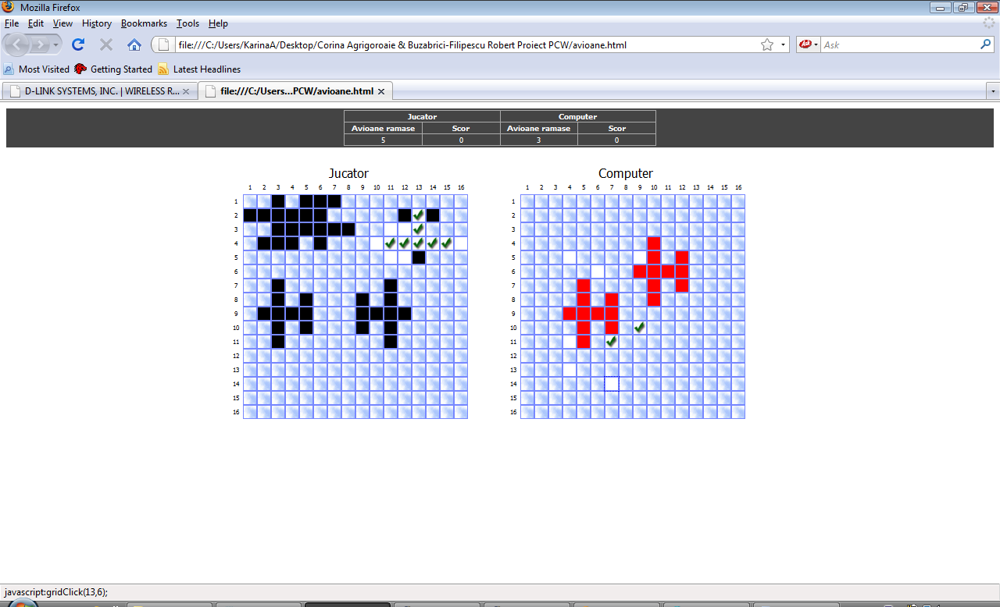 Mozilla Firefox
File Edit View History Bookmarks Tools Help
file:///C:/Users/KarinaA/Desktop/Corina Agrigoroaie & Buzabrici-Filipescu Robert Proiect PCW/avioane.html
Ask
Most Visited Getting Started Latest Headlines
D-LINK SYSTEMS, INC. | WIRELESS R...
file:///C:/Users...PCW/avioane.html
Jucator Computer
Avioane ramase Scor Avioane ramase Scor
5 0 3 0
Jucator Computer
1 2 3 4 5 6 7 8 9 10 11 12 13 14 15 16 1 2 3 4 5 6 7 8 9 10 11 12 13 14 15 16
1 1
2 2
3 3
4 4
5 5
6 6
7 7
8 8
9 9
10 10
11 11
12 12
13 13
14 14
15 15
16 16
javascript:gridClick(13,6);